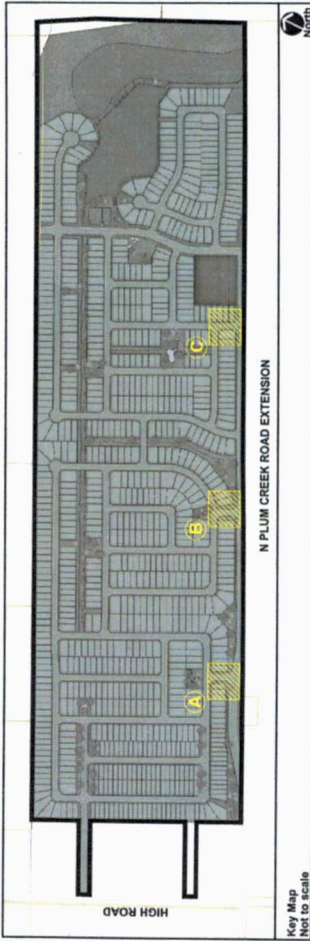 North
C
B
A
N PLUM CREEK ROAD EXTENSION
HIGH ROAD
Key Map
Not to scale